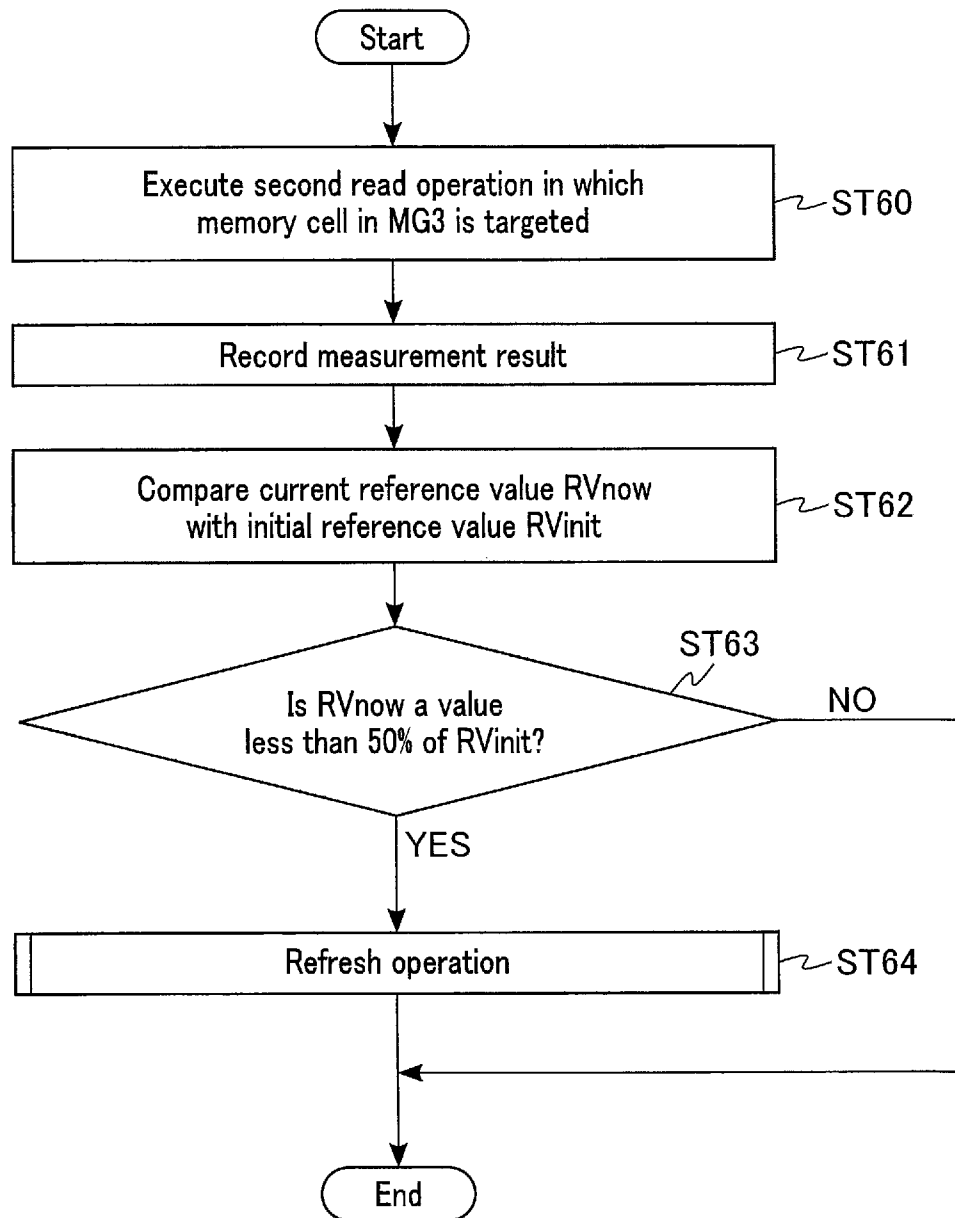 Start
Execute second read operation in which
memory cell in MG3 is targeted
ST60
Record measurement result
ST61
Compare current reference value RVnow
with initial reference value RVinit
ST62
ST63
Is RVnow a value
less than 50% of RVinit?
NO
YES
Refresh operation
ST64
End